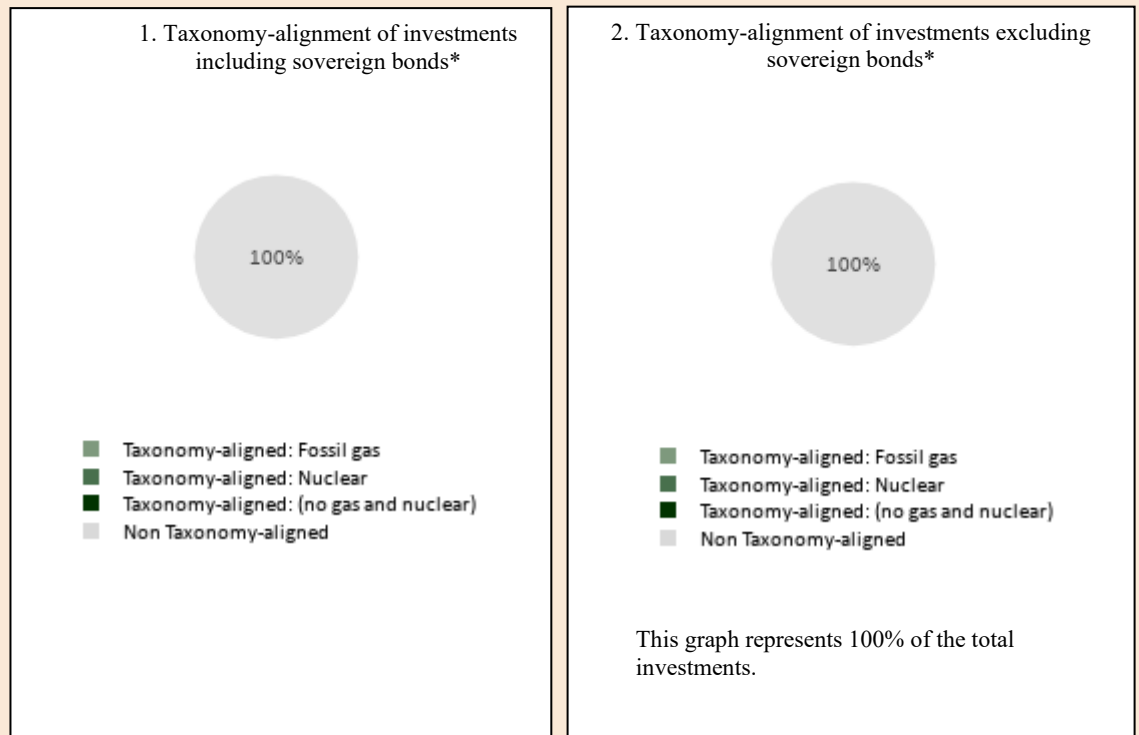 1. Taxonomy-alignment of investments
including sovereign bonds*
100%
Taxonomy-aligned: Fossil gas
Taxonomy-aligned: Nuclear
Taxonomy-aligned: (no gas and nuclear)
Non Taxonomy-aligned
2. Taxonomy-alignment of investments excluding
sovereign bonds*
100%
Taxonomy-aligned: Fossil gas
Taxonomy-aligned: Nuclear
Taxonomy-aligned: (no gas and nuclear)
Non Taxonomy-aligned
This graph represents 100% of the total
investments.